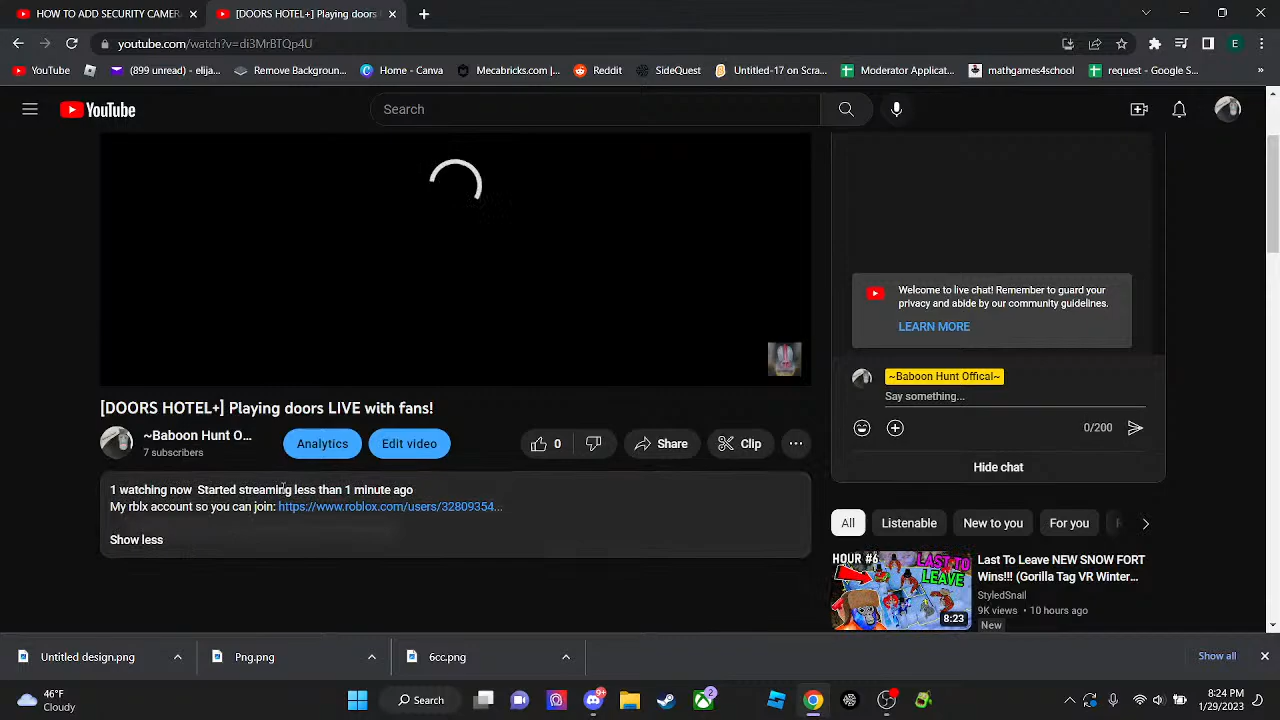 HOW TO ADD SECURITY CAMER
[DOORS HOTEL+] Playing doors
youtube.com/watch?v=di3MrBTQp4U
E
YouTube
(899 unread) - elija...
Remove Backgroun...
Home - Canva
Mecabricks.com |...
Reddit
SideQuest
Untitled-17 on Scra...
Moderator Applicat...
mathgames4school
request - Google S...
»
YouTube
Search
Welcome to live chat! Remember to guard your
privacy and abide by our community guidelines.
LEARN MORE
~Baboon Hunt Offical~
Say something...
0/200
Hide chat
[DOORS HOTEL+] Playing doors LIVE with fans!
~Baboon Hunt O...
7 subscribers
Analytics
Edit video
0
Share
Clip
1 watching now Started streaming less than 1 minute ago
My rblx account so you can join: https://www.roblox.com/users/32809354...
Show less
All
Listenable
New to you
For you
HOUR #6
LAST TO
LEAVE
8:23
Last To Leave NEW SNOW FORT
Wins!!! (Gorilla Tag VR Winter...
StyledSnail
9K views • 10 hours ago
New
Untitled design.png
Png.png
6cc.png
Show all
46°F
Cloudy
Search
9+
2
8:24 PM
1/29/2023